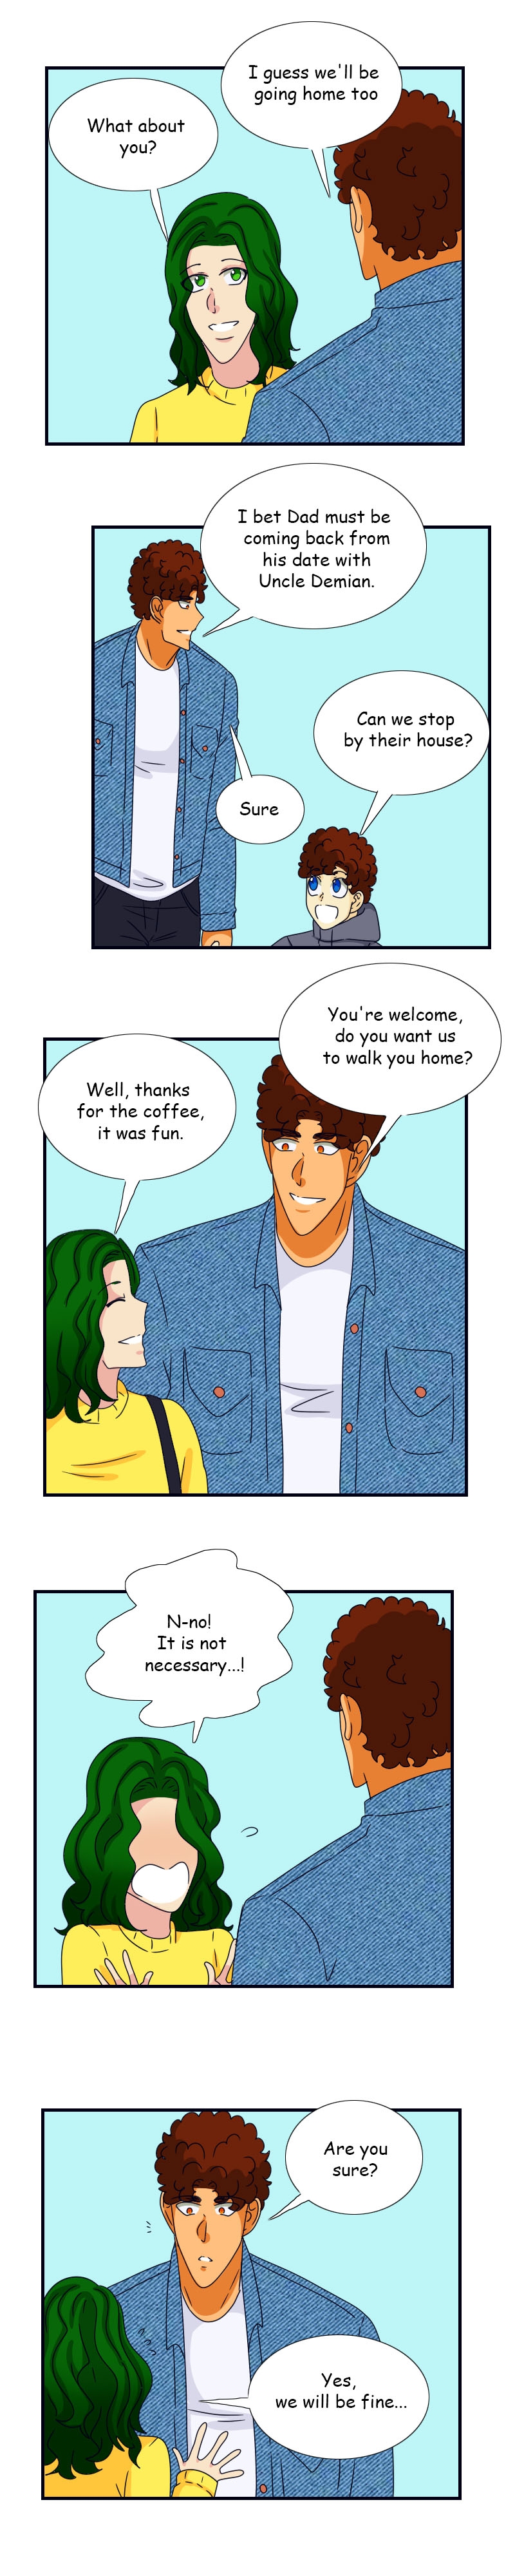 What about
you?
I guess we'll be
going home too
I bet Dad must be
coming back from
his date with
Uncle Demian.
Can we stop
by their house?
Sure
Well, thanks
for the coffee,
it was fun.
You're welcome,
do you want us
to walk you home?
N-no!
It is not
necessary...!
Are you
sure?
Yes,
we will be fine...